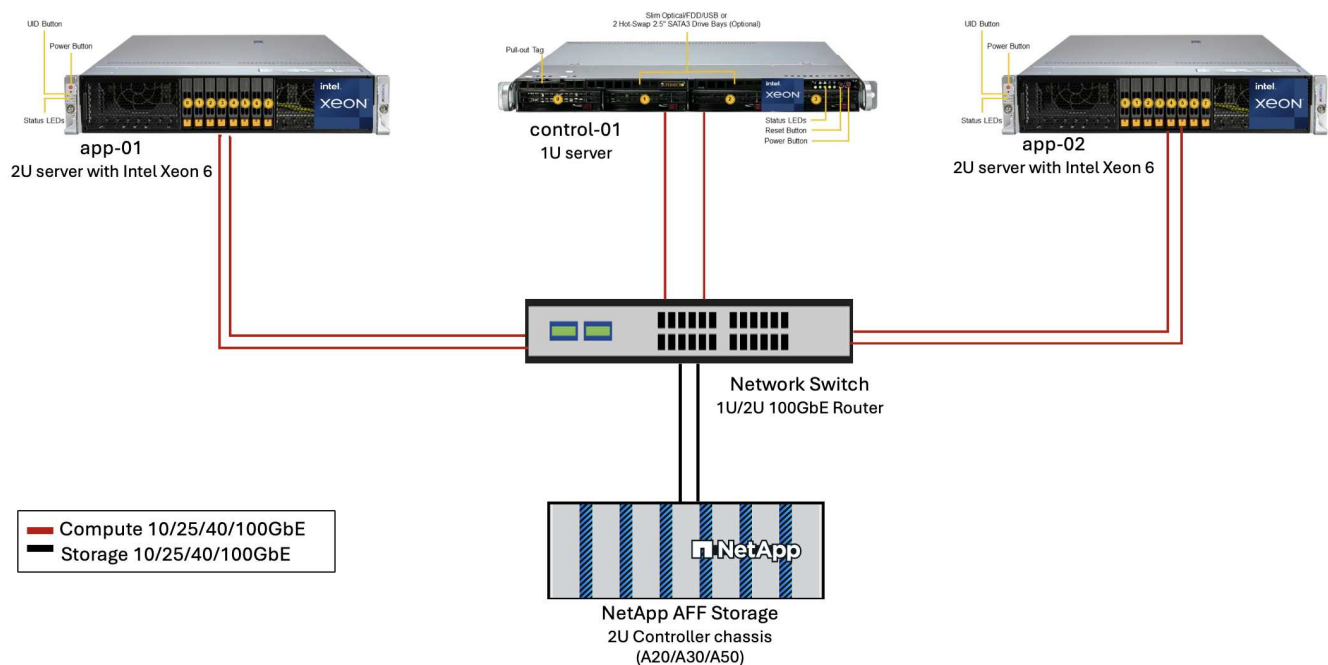 UID Button
Power Button
Status LEDs
intel
XEON
app-01
2U server with Intel Xeon 6
Slim Optical/FDD/USB or
2 Hot-Swap 2.5" SATA3 Drive Bays (Optional)
Pull-out Tag
0
1
2
3
intel
XEON
Status LEDs
Reset Button
Power Button
control-01
1U server
UID Button
Power Button
Status LEDs
intel
XEON
app-02
2U server with Intel Xeon 6
Network Switch
1U/2U 100GbE Router
Compute 10/25/40/100GbE
Storage 10/25/40/100GbE
NetApp
NetApp AFF Storage
2U Controller chassis
(A20/A30/A50)